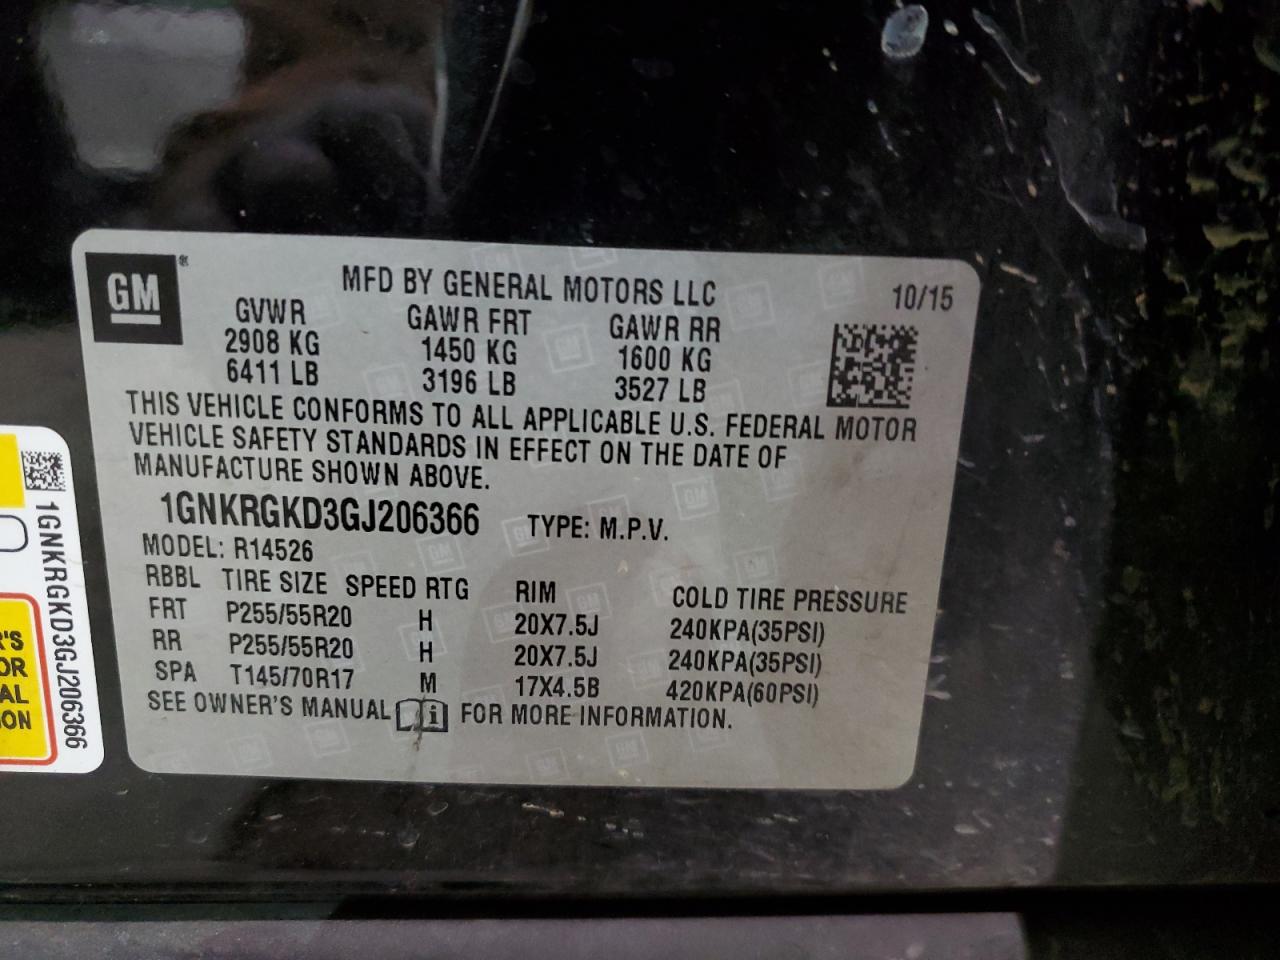 GM®
MFD BY GENERAL MOTORS LLC 10/15
GVWR GAWR FRT GAWR RR
2908 KG 1450 KG 1600 KG
6411 LB 3196 LB 3527 LB
THIS VEHICLE CONFORMS TO ALL APPLICABLE U.S. FEDERAL MOTOR
VEHICLE SAFETY STANDARDS IN EFFECT ON THE DATE OF
MANUFACTURE SHOWN ABOVE.
1GNKRGKD3GJ206366 TYPE: M.P.V.
MODEL: R14526
RBBL TIRE SIZE SPEED RTG RIM COLD TIRE PRESSURE
FRT P255/55R20 H 20X7.5J 240KPA(35PSI)
RR P255/55R20 H 20X7.5J 240KPA(35PSI)
SPA T145/70R17 M 17X4.5B 420KPA(60PSI)
SEE OWNER'S MANUAL i FOR MORE INFORMATION.
1GNKRGKD3GJ206366
R'S
OR
AL
ION